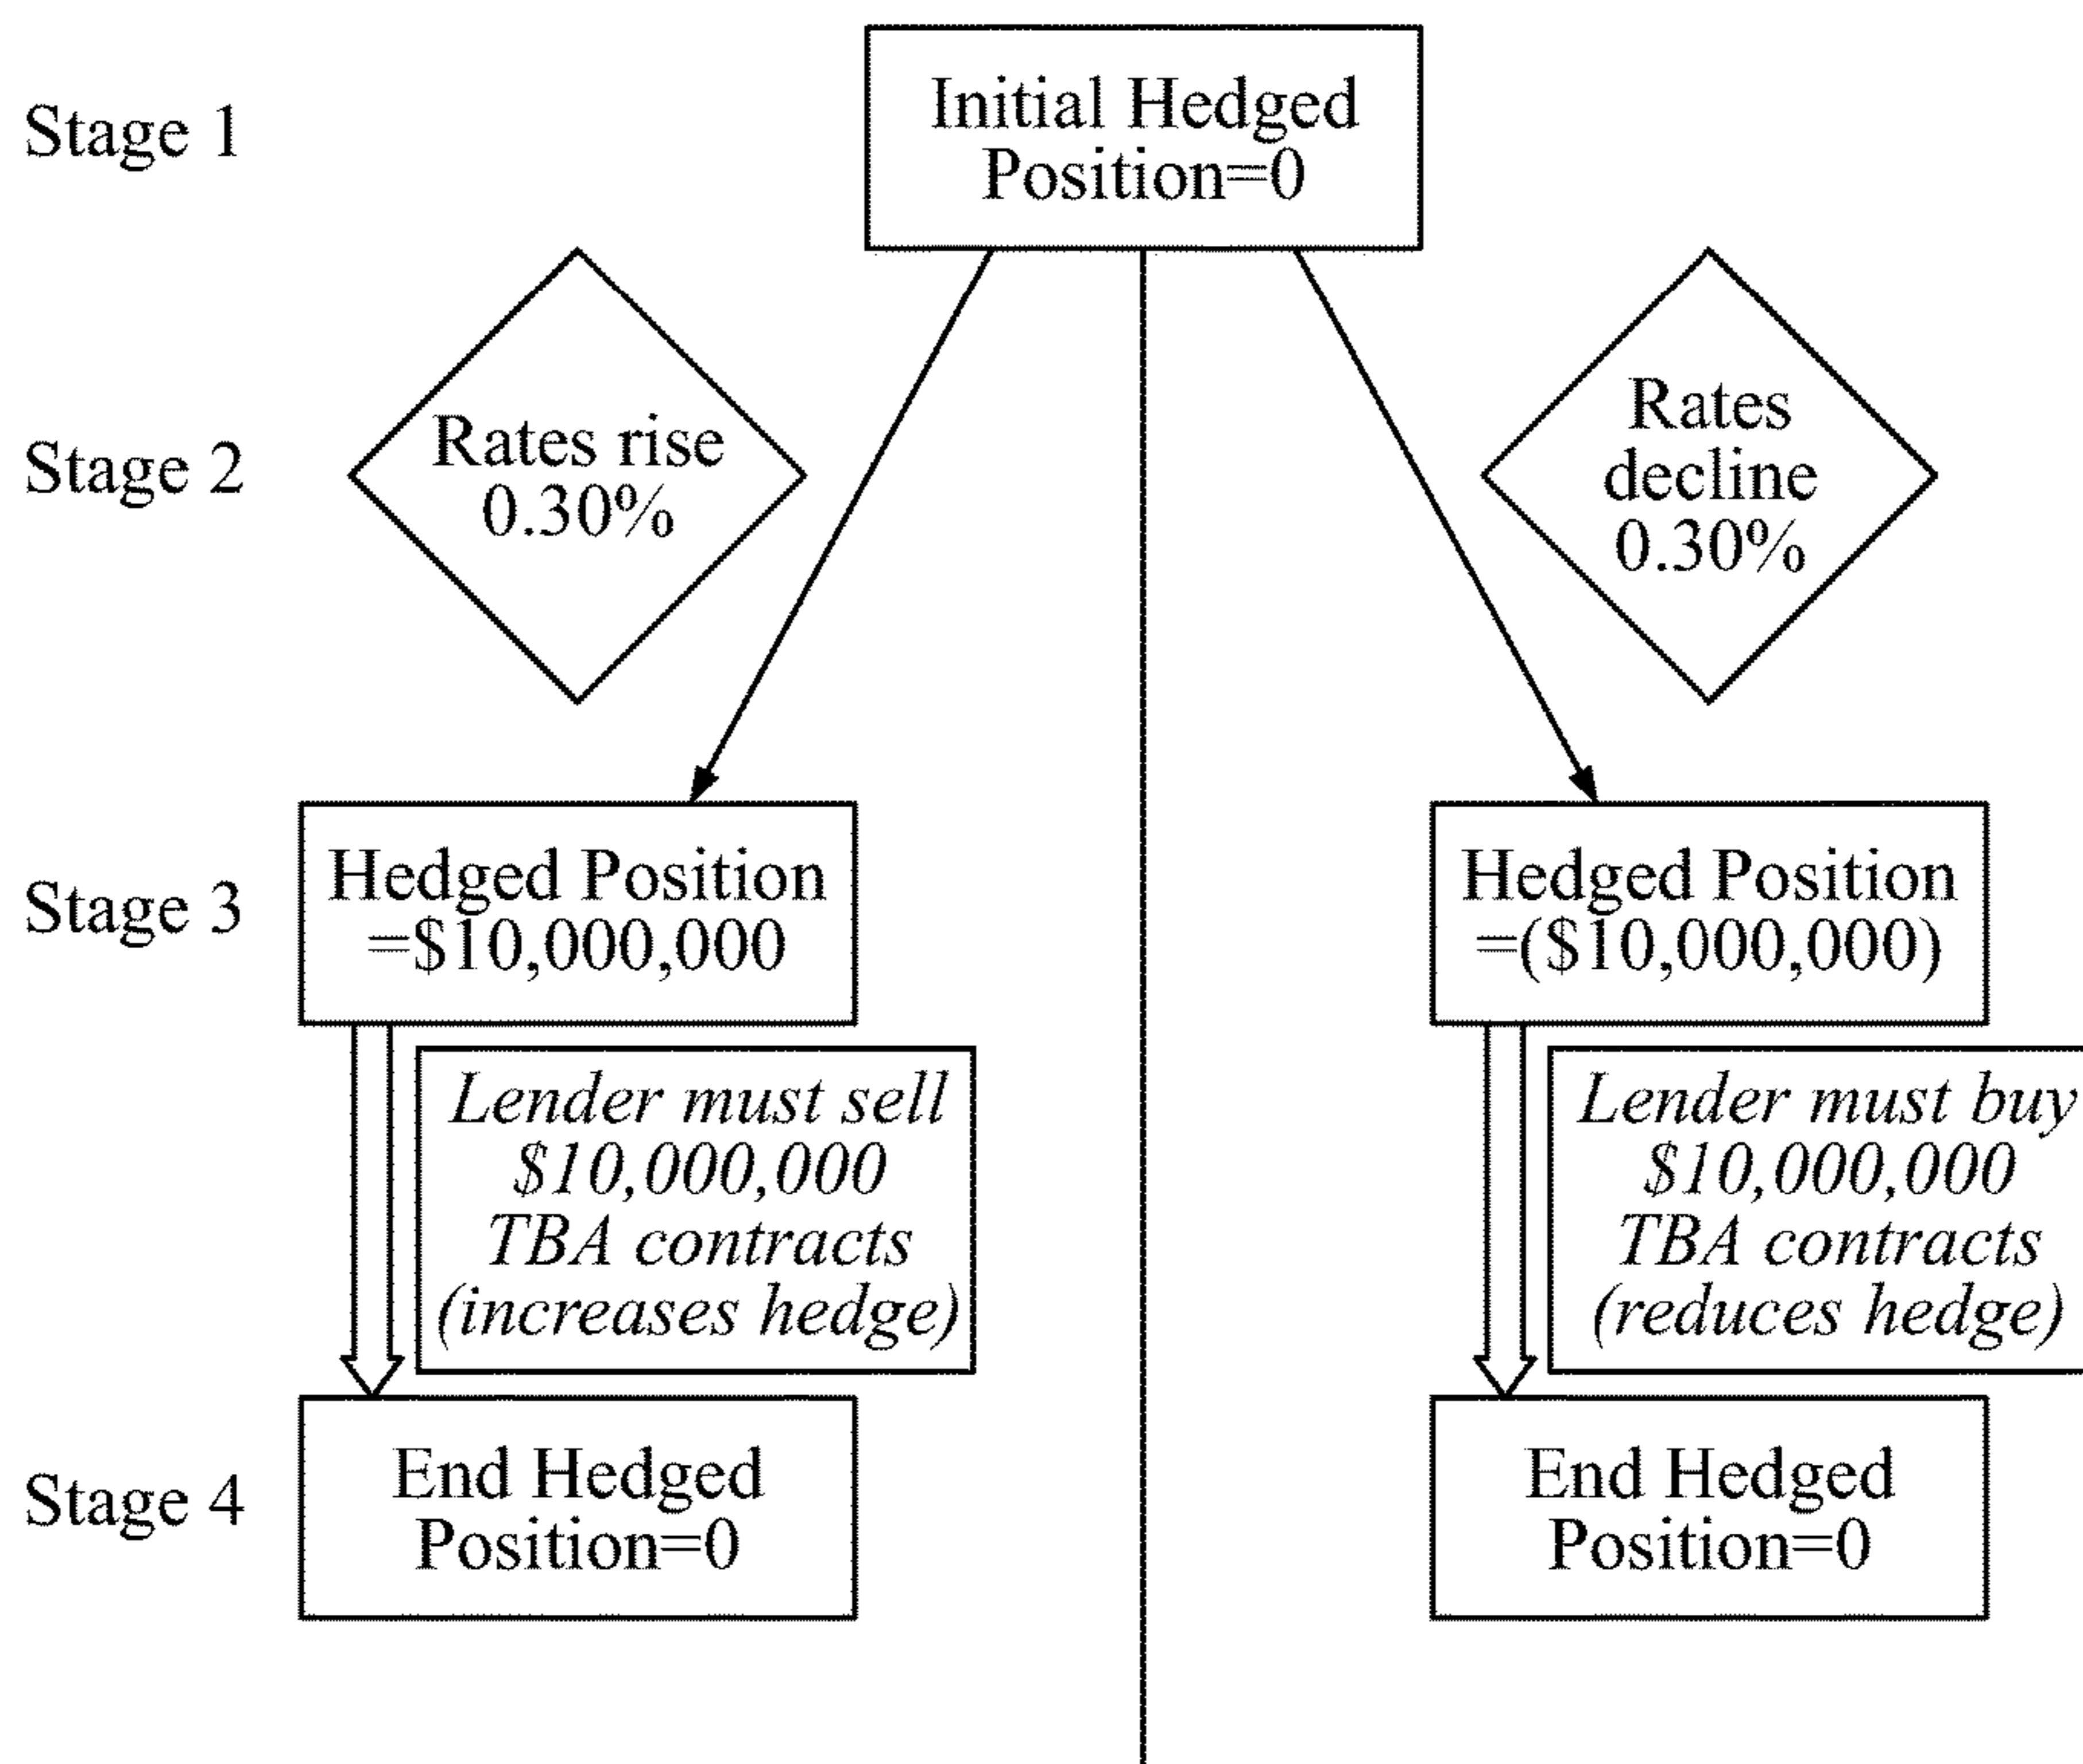 Stage 1
Initial Hedged
Position=0
Stage 2
Rates rise
0.30%
Rates
decline
0.30%
Stage 3
Hedged Position
=$10,000,000
Hedged Position
=($10,000,000)
Lender must sell
$10,000,000
TBA contracts
(increases hedge)
Lender must buy
$10,000,000
TBA contracts
(reduces hedge)
Stage 4
End Hedged
Position=0
End Hedged
Position=0